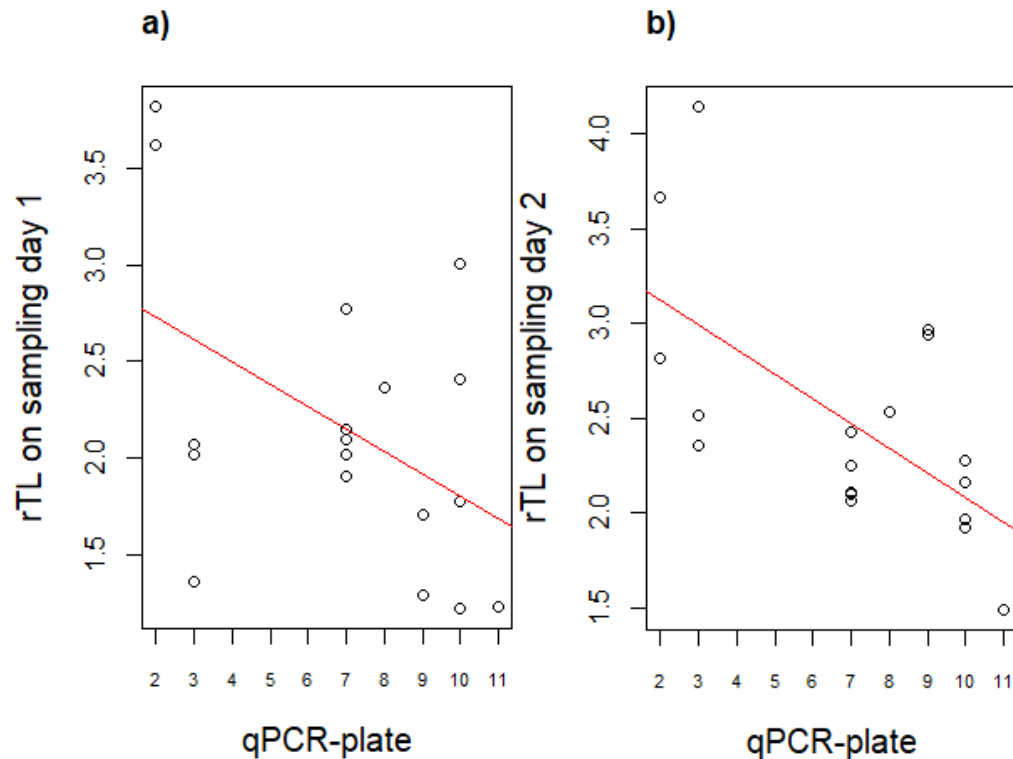 a)
rTL on sampling day 1
3.5
3.0
2.5
2.0
1.5
2 3 4 5 6 7 8 9 10 11
qPCR-plate
b)
rTL on sampling day 2
4.0
3.5
3.0
2.5
2.0
1.5
2 3 4 5 6 7 8 9 10 11
qPCR-plate